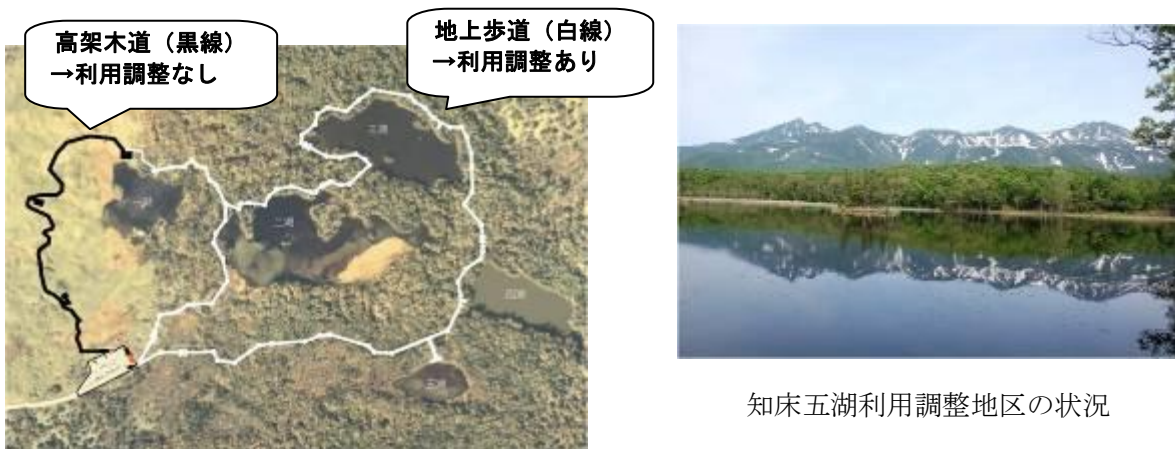 高架木道（黒線）
→利用調整なし
地上歩道（白線）
→利用調整あり
知床五湖利用調整地区の状況